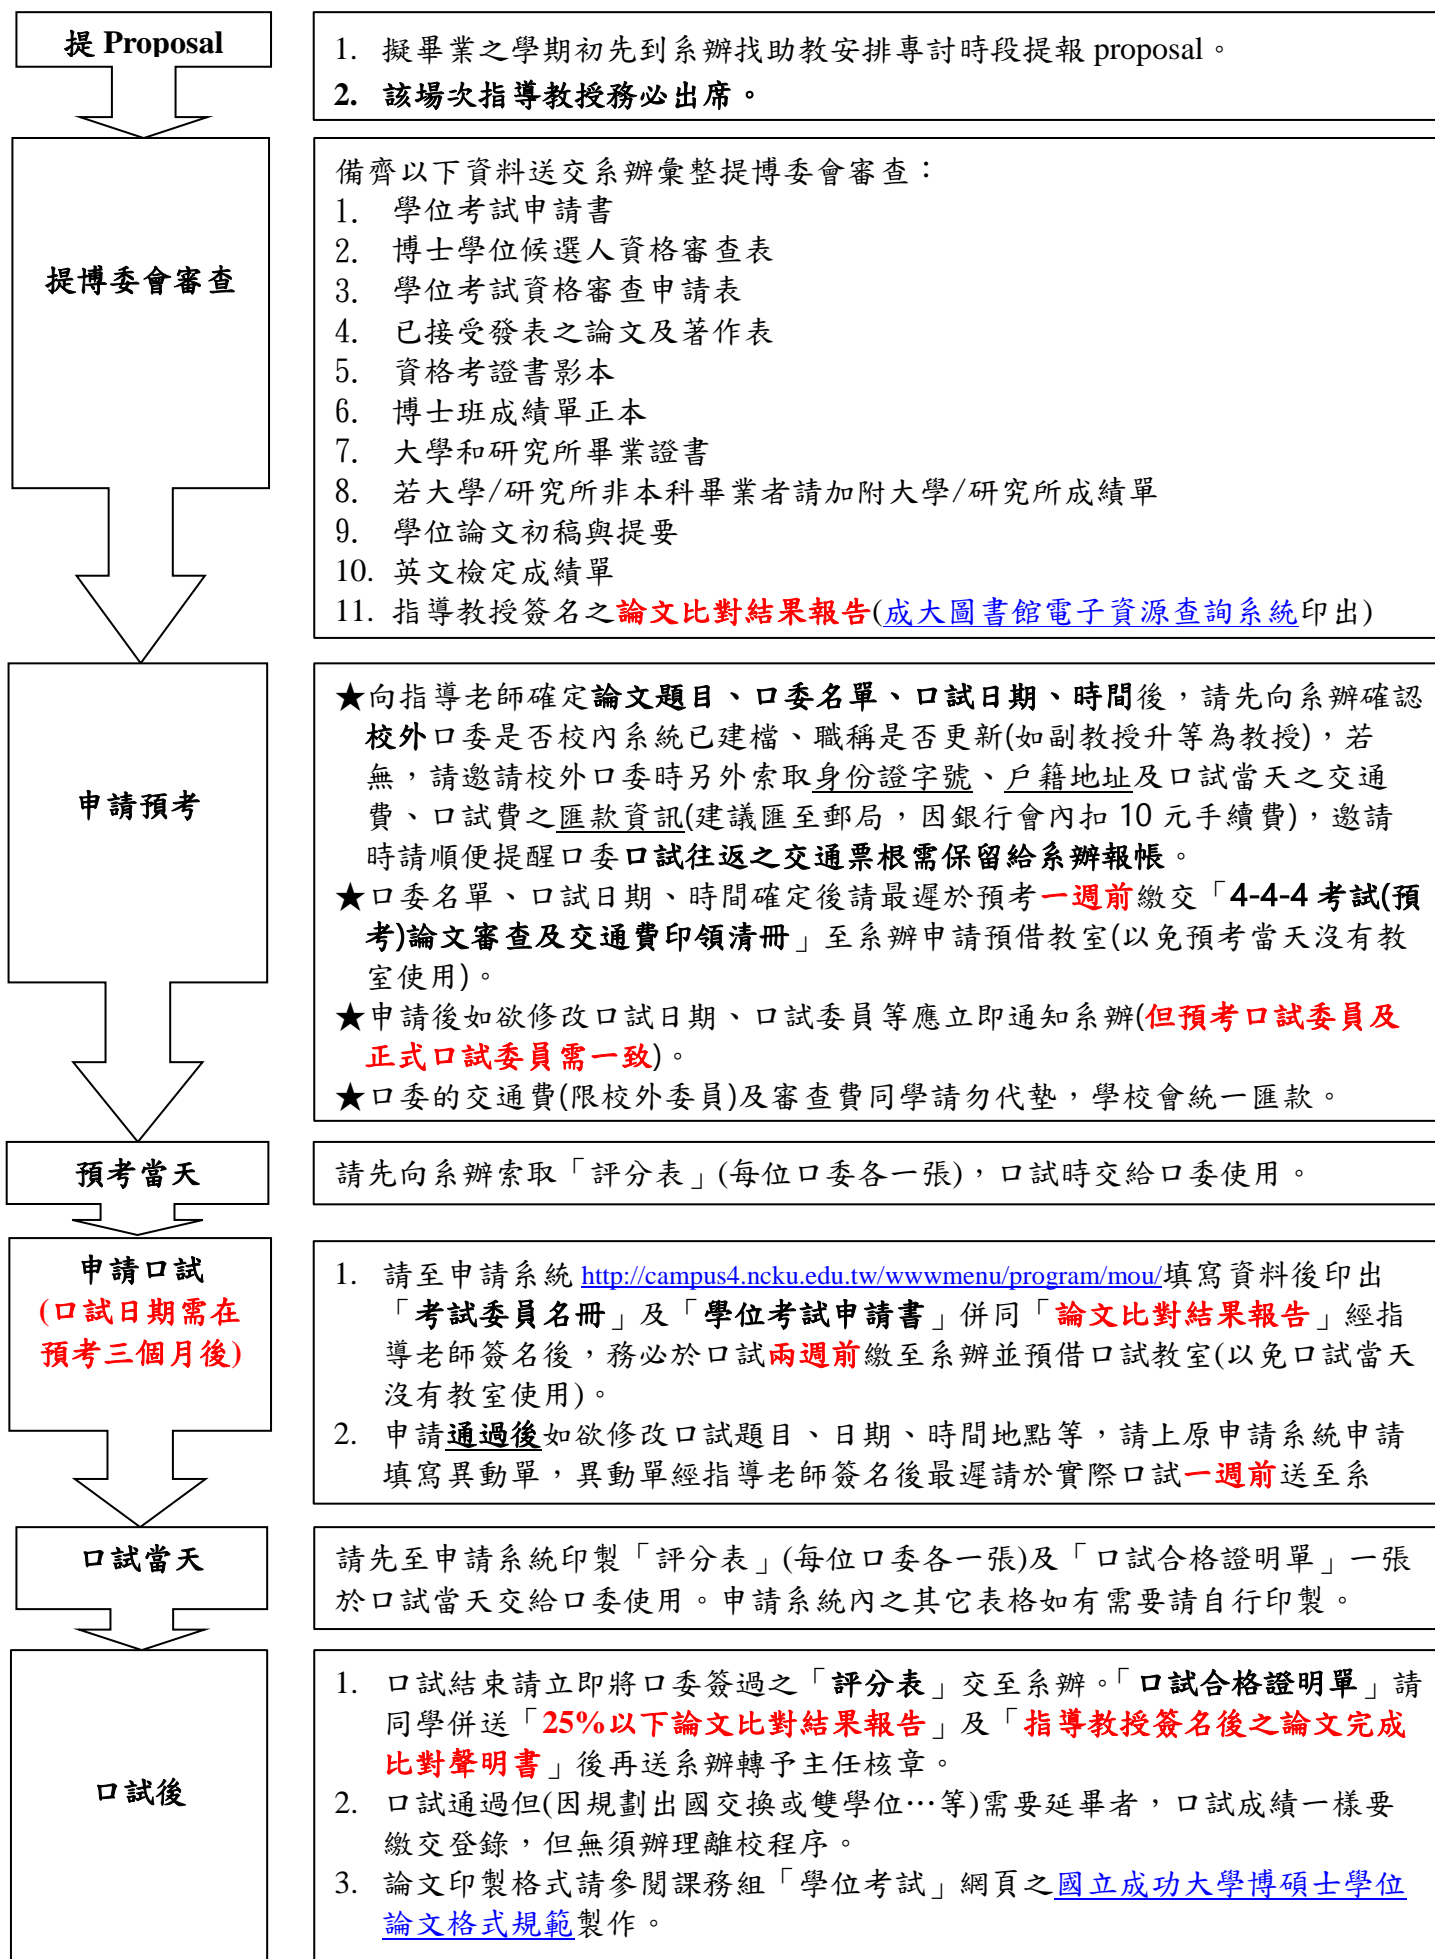 提 Proposal
1. 擬畢業之學期初先到系辦找助教安排專討時段提報 proposal。
2. 該場次指導教授務必出席。
提博委會審查
備齊以下資料送交系辦彙整提博委會審查：
1. 學位考試申請書
2. 博士學位候選人資格審查表
3. 學位考試資格審查申請表
4. 已接受發表之論文及著作表
5. 資格考證書影本
6. 博士班成績單正本
7. 大學和研究所畢業證書
8. 若大學/研究所非本科畢業者請加附大學/研究所成績單
9. 學位論文初稿與提要
10. 英文檢定成績單
11. 指導教授簽名之論文比對結果報告(成大圖書館電子資源查詢系統印出)
申請預考
★向指導老師確定論文題目、口委名單、口試日期、時間後，請先向系辦確認
校外口委是否校內系統已建檔、職稱是否更新(如副教授升等為教授)，若
無，請邀請校外口委時另外索取身份證字號、戶籍地址及口試當天之交通
費、口試費之匯款資訊(建議匯至郵局，因銀行會內扣 10 元手續費)，邀請
時請順便提醒口委口試往返之交通票根需保留給系辦報帳。
★口委名單、口試日期、時間確定後請最遲於預考一週前繳交「4-4-4 考試(預
考)論文審查及交通費印領清冊」至系辦申請預借教室(以免預考當天沒有教
室使用)。
★申請後如欲修改口試日期、口試委員等應立即通知系辦(但預考口試委員及
正式口試委員需一致)。
★口委的交通費(限校外委員)及審查費同學請勿代墊，學校會統一匯款。
預考當天
請先向系辦索取「評分表」(每位口委各一張)，口試時交給口委使用。
申請口試
(口試日期需在
預考三個月後)
1. 請至申請系統 http://campus4.ncku.edu.tw/wwwmenu/program/mou/填寫資料後印出
「考試委員名冊」及「學位考試申請書」併同「論文比對結果報告」經指
導老師簽名後，務必於口試兩週前繳至系辦並預借口試教室(以免口試當天
沒有教室使用)。
2. 申請通過後如欲修改口試題目、日期、時間地點等，請上原申請系統申請
填寫異動單，異動單經指導老師簽名後最遲請於實際口試一週前送至系
口試當天
請先至申請系統印製「評分表」(每位口委各一張)及「口試合格證明單」一張
於口試當天交給口委使用。申請系統內之其它表格如有需要請自行印製。
口試後
1. 口試結束請立即將口委簽過之「評分表」交至系辦。「口試合格證明單」請
同學併送「25%以下論文比對結果報告」及「指導教授簽名後之論文完成
比對聲明書」後再送系辦轉予主任核章。
2. 口試通過但(因規劃出國交換或雙學位…等)需要延畢者，口試成績一樣要
繳交登錄，但無須辦理離校程序。
3. 論文印製格式請參閱課務組「學位考試」網頁之國立成功大學博碩士學位
論文格式規範製作。